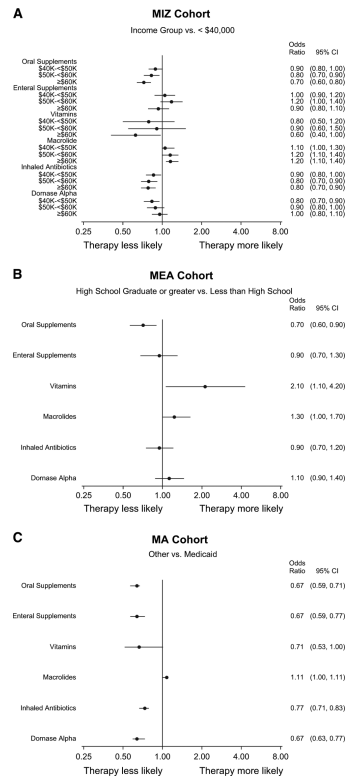 A
MIZ Cohort
Income Group vs. < $40,000
Odds
Ratio 95% CI
Oral Supplements
$40K-<$50K 0.90 (0.80, 1.00)
$50K-<$60K 0.80 (0.70, 0.90)
≥$60K 0.70 (0.60, 0.80)
Enteral Supplements
$40K-<$50K 1.00 (0.90, 1.20)
$50K-<$60K 1.20 (1.00, 1.40)
≥$60K 0.90 (0.80, 1.10)
Vitamins
$40K-<$50K 0.80 (0.50, 1.20)
$50K-<$60K 0.90 (0.60, 1.50)
≥$60K 0.60 (0.40, 1.00)
Macrolide
$40K-<$50K 1.10 (1.00, 1.30)
$50K-<$60K 1.20 (1.10, 1.40)
≥$60K 1.20 (1.10, 1.40)
Inhaled Antibiotics
$40K-<$50K 0.90 (0.80, 1.00)
$50K-<$60K 0.80 (0.70, 0.90)
≥$60K 0.80 (0.70, 0.90)
Dornase Alpha
$40K-<$50K 0.80 (0.70, 0.90)
$50K-<$60K 0.90 (0.80, 1.00)
≥$60K 1.00 (0.80, 1.10)
0.25 0.50 1.00 2.00 4.00 8.00
Therapy less likely Therapy more likely
B
MEA Cohort
High School Graduate or greater vs. Less than High School
Odds
Ratio 95% CI
Oral Supplements 0.70 (0.60, 0.90)
Enteral Supplements 0.90 (0.70, 1.30)
Vitamins 2.10 (1.10, 4.20)
Macrolides 1.30 (1.00, 1.70)
Inhaled Antibiotics 0.90 (0.70, 1.20)
Dornase Alpha 1.10 (0.90, 1.40)
0.25 0.50 1.00 2.00 4.00 8.00
Therapy less likely Therapy more likely
C
MA Cohort
Other vs. Medicaid
Odds
Ratio 95% CI
Oral Supplements 0.67 (0.59, 0.71)
Enteral Supplements 0.67 (0.59, 0.77)
Vitamins 0.71 (0.53, 1.00)
Macrolides 1.11 (1.00, 1.11)
Inhaled Antibiotics 0.77 (0.71, 0.83)
Dornase Alpha 0.67 (0.63, 0.77)
0.25 0.50 1.00 2.00 4.00 8.00
Therapy less likely Therapy more likely